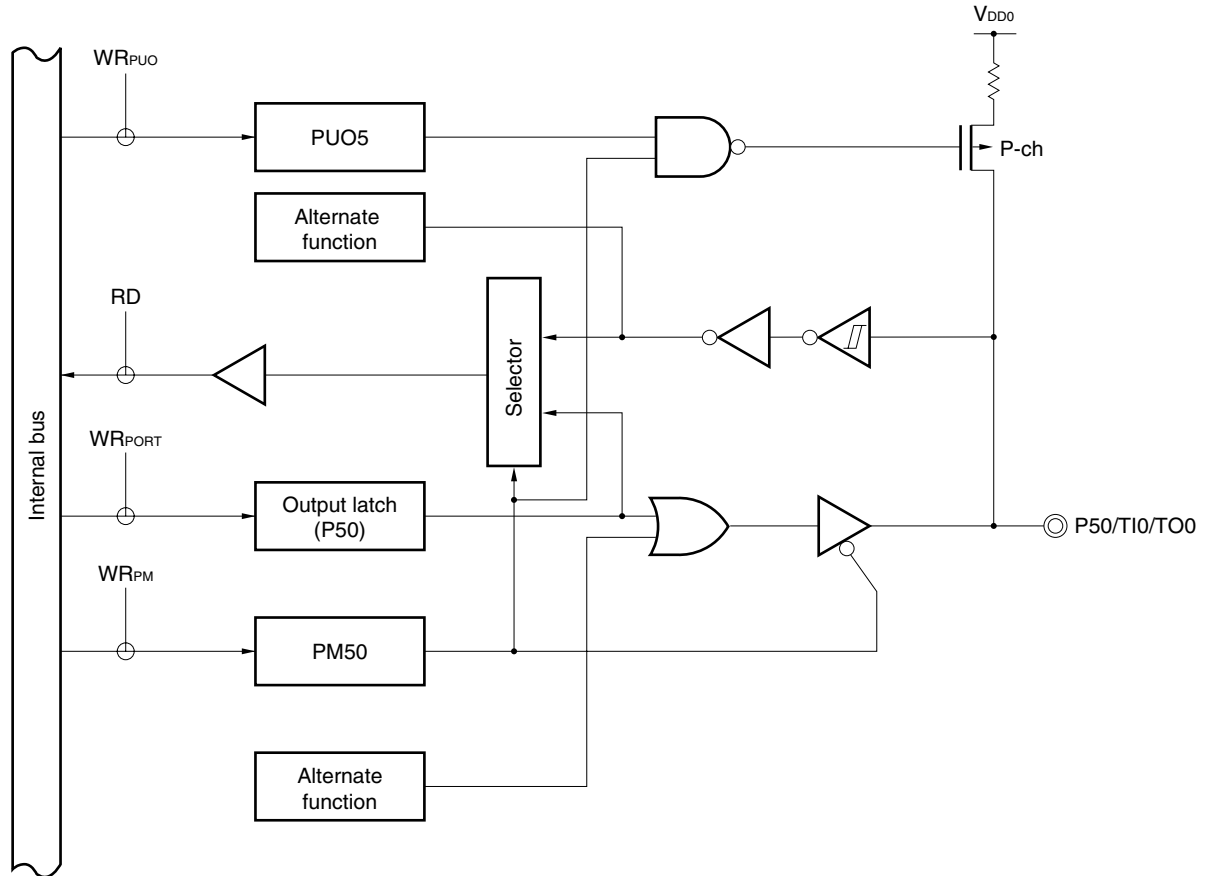 VDD0
WRPUO
PUO5
P-ch
Alternate
function
RD
Selector
Internal bus
WRPORT
Output latch
(P50)
P50/TI0/TO0
WRPM
PM50
Alternate
function